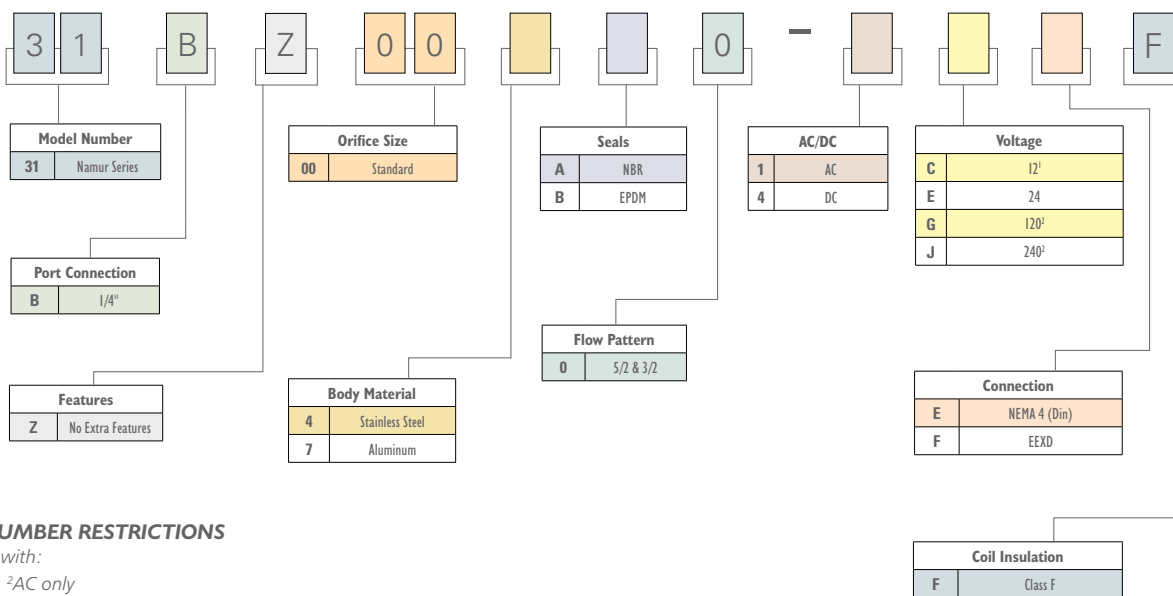 3 1 B Z 0 0 0 - F
Model Number
31 Namur Series
Orifice Size
00 Standard
Seals
A NBR
B EPDM
AC/DC
1 AC
4 DC
Voltage
C 12¹
E 24
G 120²
J 240²
Port Connection
B 1/4"
Flow Pattern
0 5/2 & 3/2
Features
Z No Extra Features
Body Material
4 Stainless Steel
7 Aluminum
Connection
E NEMA 4 (Din)
F EEXD
UMBER RESTRICTIONS
with:
²AC only
Coil Insulation
F Class F